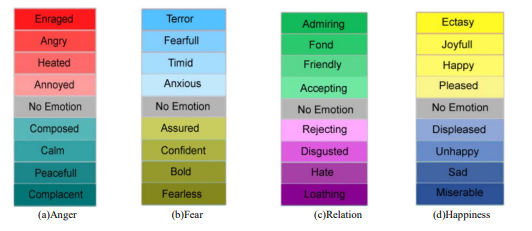 Enraged
Angry
Heated
Annoyed
No Emotion
Composed
Calm
Peacefull
Complacent
(a)Anger
Terror
Fearfull
Timid
Anxious
No Emotion
Assured
Confident
Bold
Fearless
(b)Fear
Admiring
Fond
Friendly
Accepting
No Emotion
Rejecting
Disgusted
Hate
Loathing
(c)Relation
Ectasy
Joyfull
Happy
Pleased
No Emotion
Displeased
Unhappy
Sad
Miserable
(d)Happiness